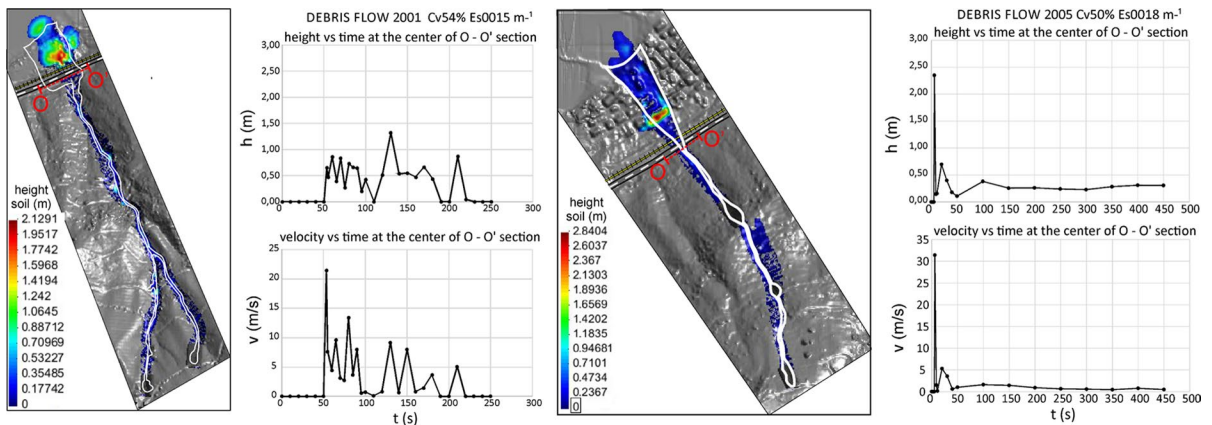 DEBRIS FLOW 2001 Cv54% Es0015 m-¹
height vs time at the center of O - O' section
3,00
2,50
2,00
1,50
1,00
0,50
0,00
h (m)
0 50 100 150 200 250 300
velocity vs time at the center of O - O' section
25
20
15
10
5
0
v (m/s)
0 50 100 150 200 250 300
t (s)
O
O'
height
soil (m)
2.1291
1.9517
1.7742
1.5968
1.4194
1.242
1.0645
0.88712
0.70969
0.53227
0.35485
0.17742
0
DEBRIS FLOW 2005 Cv50% Es0018 m-¹
height vs time at the center of O - O' section
3,00
2,50
2,00
1,50
1,00
0,50
0,00
h (m)
0 50 100 150 200 250 300 350 400 450 500
velocity vs time at the center of O - O' section
35
30
25
20
15
10
5
0
v (m/s)
0 50 100 150 200 250 300 350 400 450 500
t (s)
O
O
height
soil (m)
2.8404
2.6037
2.367
2.1303
1.8936
1.6569
1.4202
1.1835
0.94681
0.7101
0.4734
0.2367
0